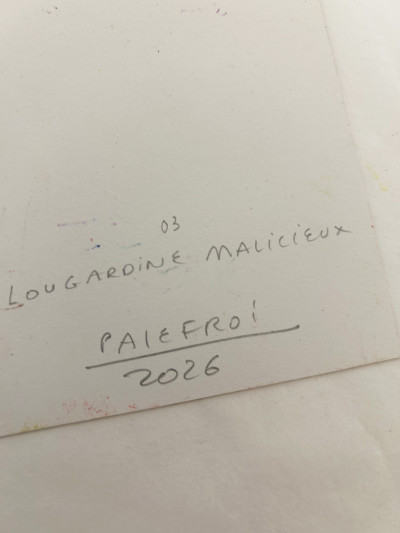 03
LOUGARDINE MALICIEUX
PALEFROI
2026